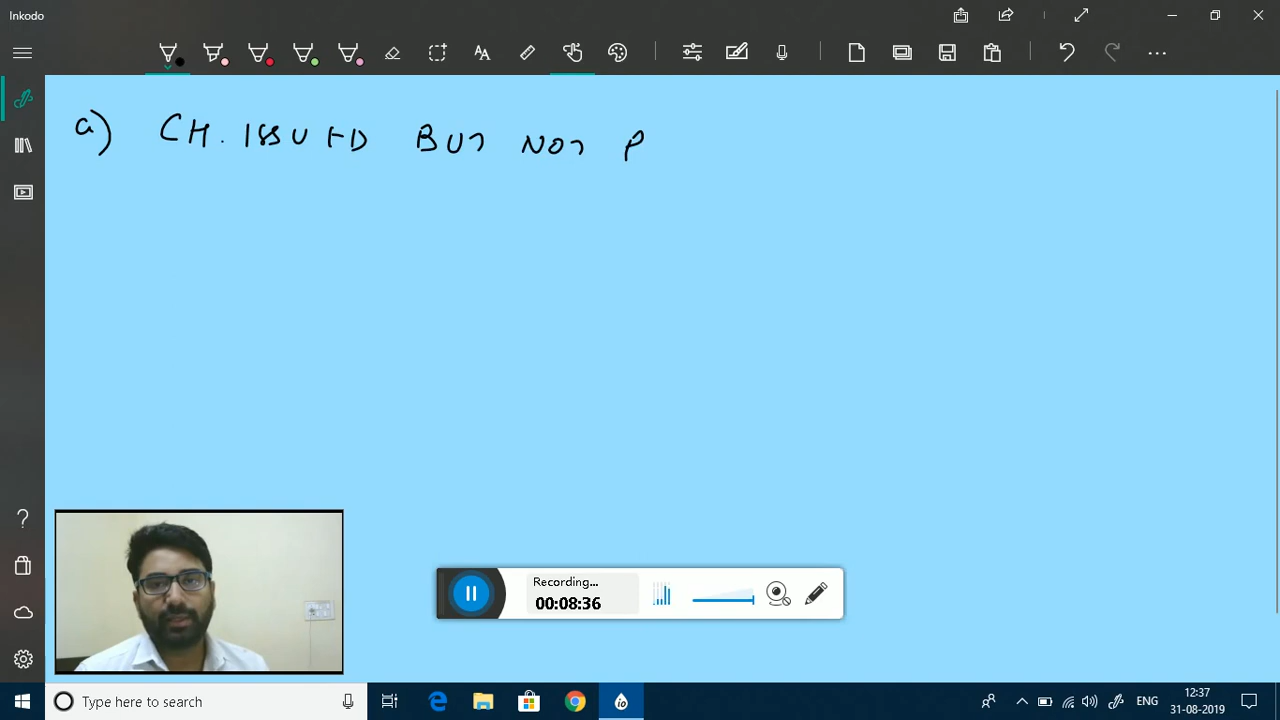 Inkodo
a) CH. ISSUED BUT NOT P
Recording...
00:08:36
Type here to search
ENG
12:37
31-08-2019